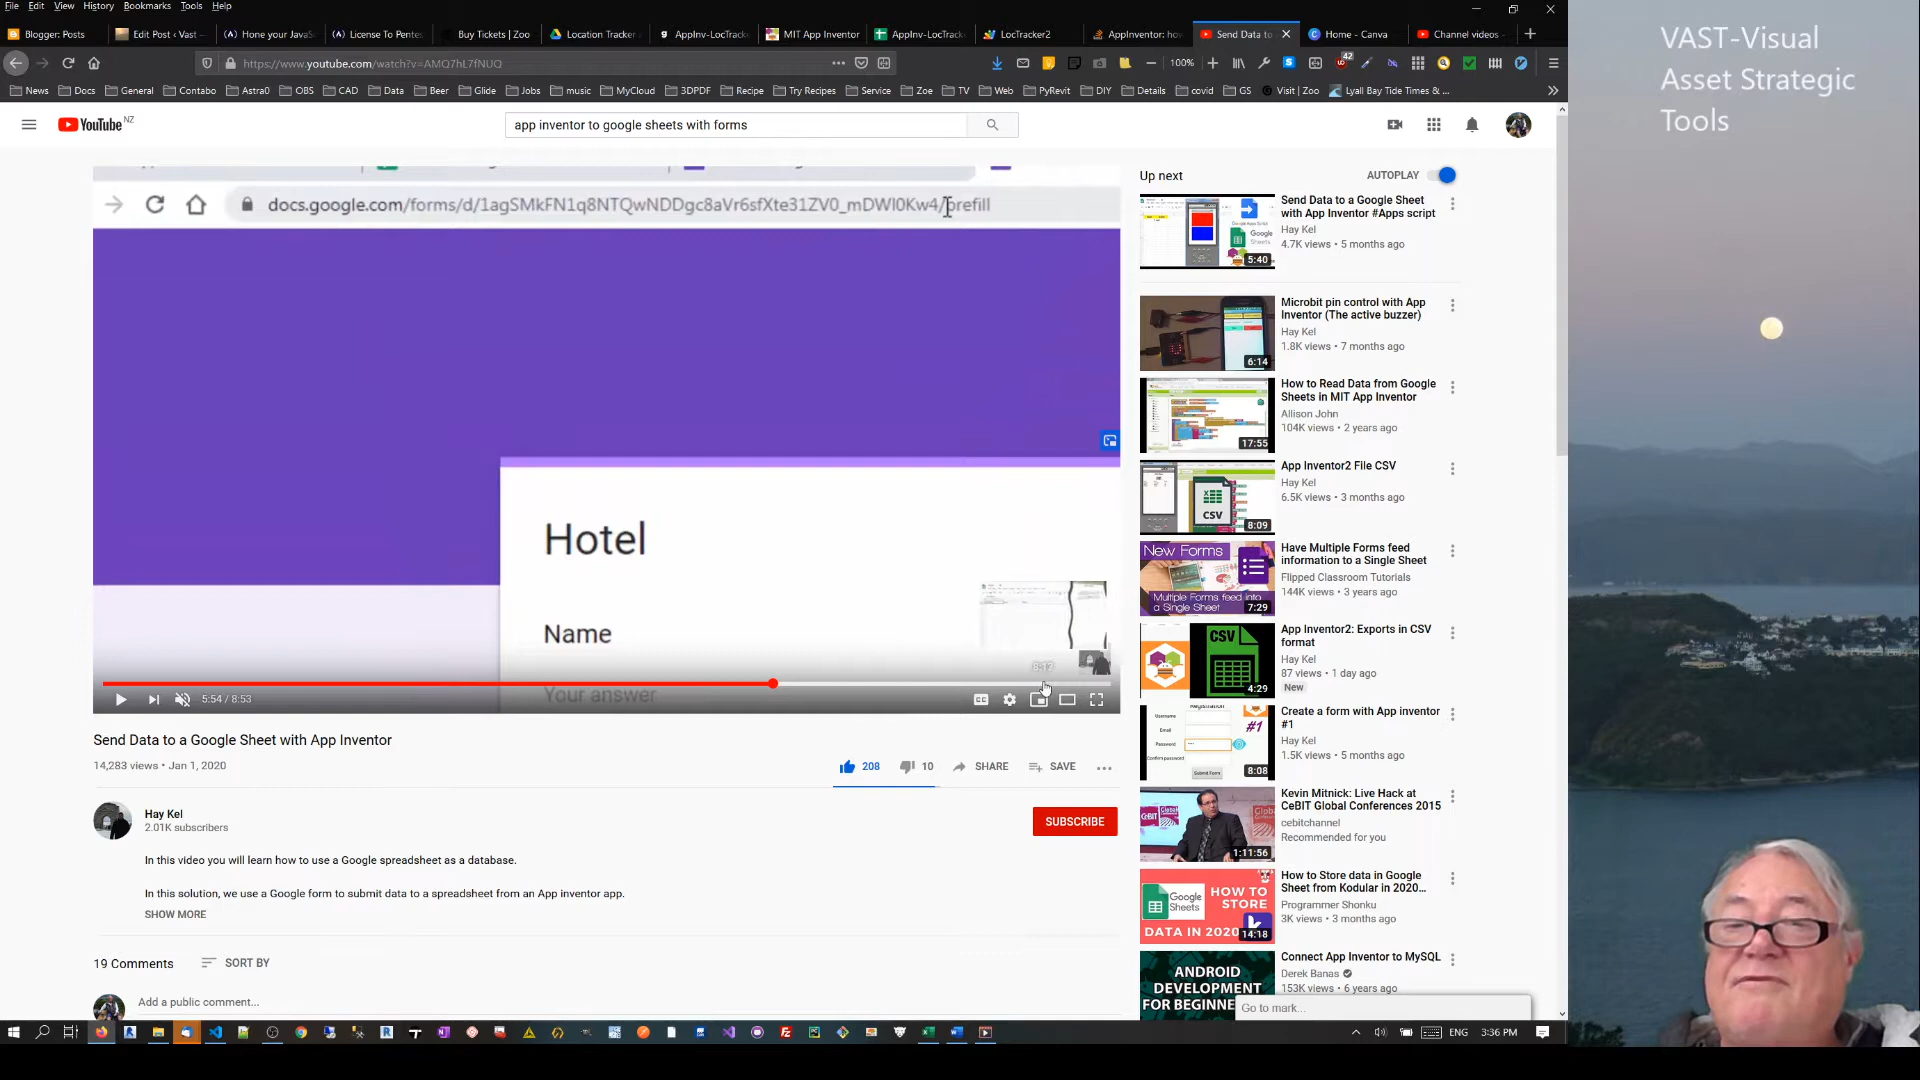 File Edit View History Bookmarks Tools Help
Blogger: Posts
Edit Post ‹ Vast —
Hone your JavaS
License To Pentes
Buy Tickets | Zoo
Location Tracker
AppInv-LocTrack
MIT App Inventor
AppInv-LocTrack
LocTracker2
AppInventor: how
Send Data to
Home - Canva
Channel videos -
https://www.youtube.com/watch?v=AMQ7hL7fNUQ
100%
42
News Docs General Contabo Astra0 OBS CAD Data Beer Glide Jobs music MyCloud 3DPDF Recipe Try Recipes Service Zoe TV Web PyRevit DIY Details covid GS Visit | Zoo Lyall Bay Tide Times & ...
YouTube NZ
app inventor to google sheets with forms
docs.google.com/forms/d/1agSMkFN1q8NTQwNDDgc8aVr6sfXte31ZV0_mDWl0Kw4/prefill
Hotel
Name
Your answer
8:17
5:54 / 8:53
Send Data to a Google Sheet with App Inventor
14,283 views • Jan 1, 2020
208 10 SHARE SAVE
Hay Kel
2.01K subscribers
SUBSCRIBE
In this video you will learn how to use a Google spreadsheet as a database.
In this solution, we use a Google form to submit data to a spreadsheet from an App inventor app.
SHOW MORE
19 Comments SORT BY
Add a public comment...
Up next AUTOPLAY
Send Data to a Google Sheet
with App Inventor #Apps script
Hay Kel
4.7K views • 5 months ago
Google
Sheets
5:40
Microbit pin control with App
Inventor (The active buzzer)
Hay Kel
1.8K views • 7 months ago
6:14
How to Read Data from Google
Sheets in MIT App Inventor
Allison John
104K views • 2 years ago
17:55
App Inventor2 File CSV
Hay Kel
6.5K views • 3 months ago
CSV
8:09
Have Multiple Forms feed
information to a Single Sheet
Flipped Classroom Tutorials
144K views • 3 years ago
New Forms
Multiple Forms feed into
a Single Sheet
7:29
App Inventor2: Exports in CSV
format
Hay Kel
87 views • 1 day ago
New
CSV
4:29
Create a form with App inventor
#1
Hay Kel
1.5K views • 5 months ago
Registration
Username
Email
Password
Confirm password
Submit Form
#1
8:08
Kevin Mitnick: Live Hack at
CeBIT Global Conferences 2015
cebitchannel
Recommended for you
1:11:56
How to Store data in Google
Sheet from Kodular in 2020...
Programmer Shonku
3K views • 3 months ago
Google
Sheets
HOW TO
STORE
DATA IN 2020
14:18
Connect App Inventor to MySQL
Derek Banas
153K views • 6 years ago
ANDROID
DEVELOPMENT
FOR BEGINNE
Go to mark...
ENG 3:36 PM
VAST-Visual
Asset Strategic
Tools